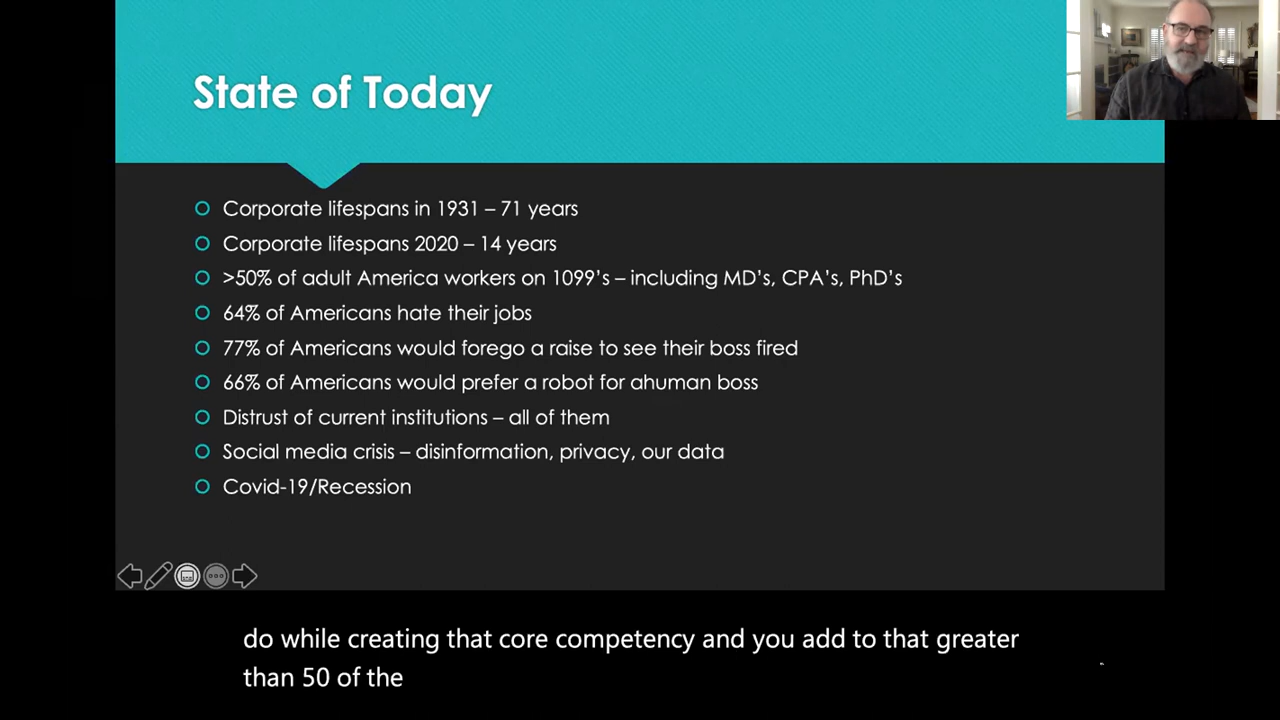 State of Today
Corporate lifespans in 1931 – 71 years
Corporate lifespans 2020 – 14 years
>50% of adult America workers on 1099’s – including MD’s, CPA’s, PhD’s
64% of Americans hate their jobs
77% of Americans would forego a raise to see their boss fired
66% of Americans would prefer a robot for ahuman boss
Distrust of current institutions – all of them
Social media crisis – disinformation, privacy, our data
Covid-19/Recession
do while creating that core competency and you add to that greater
than 50 of the